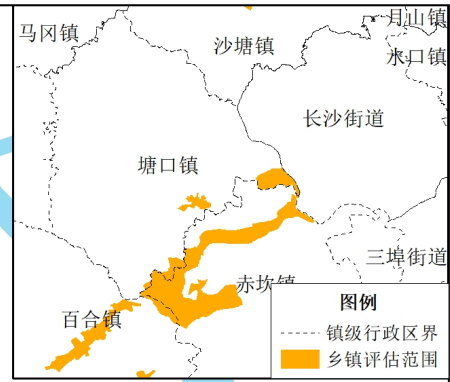 月山镇
马冈镇
沙塘镇
水口镇
长沙街道
塘口镇
三埠街道
赤坎镇
百合镇
图例
镇级行政区界
乡镇评估范围